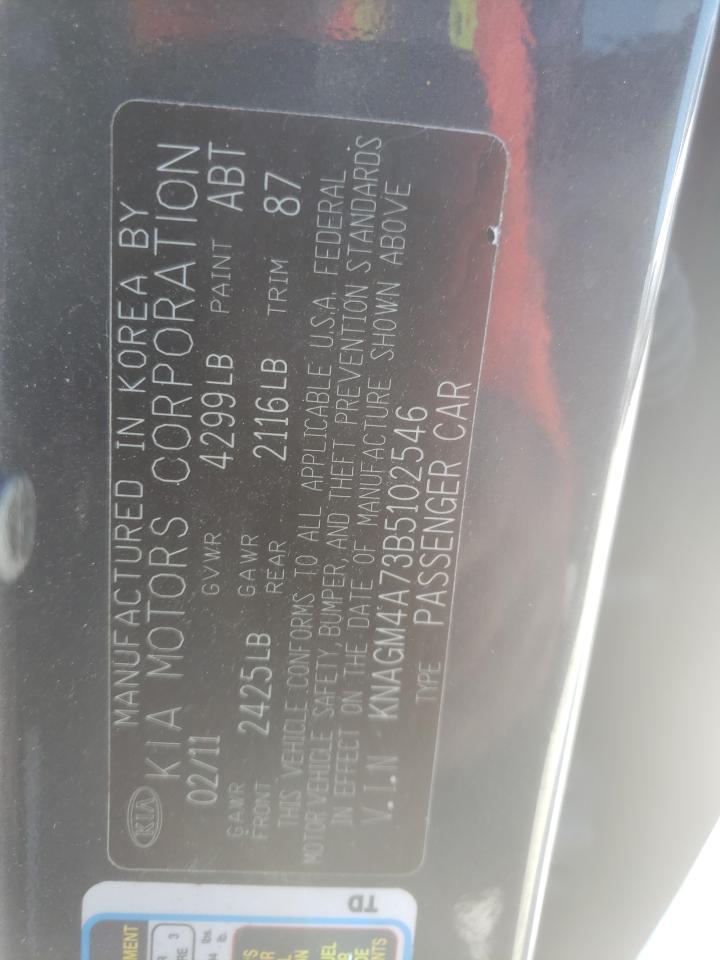 KIA
MANUFACTURED IN KOREA BY
KIA MOTORS CORPORATION
02/11 GVWR 4299LB PAINT ABT
GAWR FRONT 2425LB GAWR REAR 2116LB TRIM 87
THIS VEHICLE CONFORMS TO ALL APPLICABLE U.S.A. FEDERAL
MOTOR VEHICLE SAFETY, BUMPER, AND THEFT PREVENTION STANDARDS
IN EFFECT ON THE DATE OF MANUFACTURE SHOWN ABOVE
V.I.N KNAGM4A73B5102546
TYPE PASSENGER CAR
TD